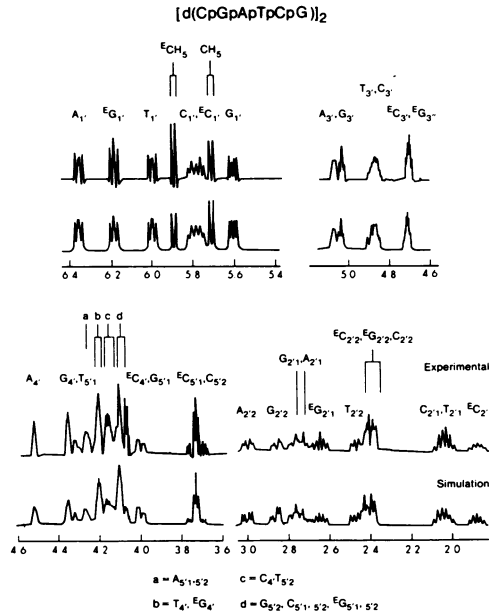 [d(CpGpApTpCpG)]₂
ᴱCH₅ CH₅
T₃',C₃'
A₁' ᴱG₁' T₁' C₁',ᴱC₁' G₁' A₃',G₃' ᴱC₃',ᴱG₃'
6 4 6 2 6 0 5 8 5 6 5 4 5 0 4 8 4 6
a b c d
ᴱC₂'₂,ᴱG₂'₂,C₂'₂
G₂'₁,A₂'₁
Experimental
A₄' G₄',T₅'₁ ᴱC₄',G₅'₁ ᴱC₅'₁,C₅'₂
A₂'₂ G₂'₂ ᴱG₂'₁ T₂'₂ C₂'₁,T₂'₁ ᴱC₂'
Simulation
4 6 4 4 4 2 4 0 3 8 3 6 3 0 2 8 2 6 2 4 2 2 2 0
a = A₅'₁,₅'₂ c = C₄',T₅'₂
b = T₄', ᴱG₄' d = G₅'₂, C₅'₁, ₅'₂, ᴱG₅'₁, ₅'₂